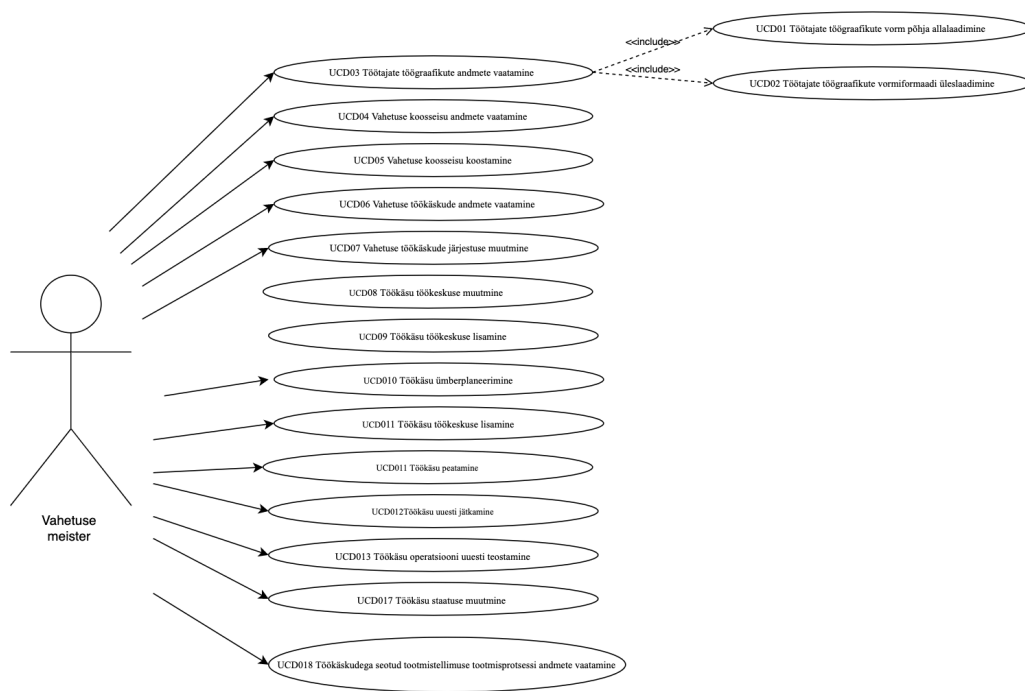 UCD01 Töötajate töögraafikute vorm põhja allalaadimine
<<include>>
UCD03 Töötajate töögraafikute andmete vaatamine
<<include>>
UCD02 Töötajate töögraafikute vormiformaadi üleslaadimine
UCD04 Vahetuse koosseisu andmete vaatamine
UCD05 Vahetuse koosseisu koostamine
UCD06 Vahetuse töökäskude andmete vaatamine
UCD07 Vahetuse töökäskude järjestuse muutmine
UCD08 Töökäsu töökeskuse muutmine
UCD09 Töökäsu töökeskuse lisamine
UCD010 Töökäsu ümberplaneerimine
UCD011 Töökäsu töökeskuse lisamine
UCD011 Töökäsu peatamine
UCD012Töökäsu uuesti jätkamine
Vahetuse
meister
UCD013 Töökäsu operatsiooni uuesti teostamine
UCD017 Töökäsu staatuse muutmine
UCD018 Töökäskudega seotud tootmistellimuse tootmisprotsessi andmete vaatamine